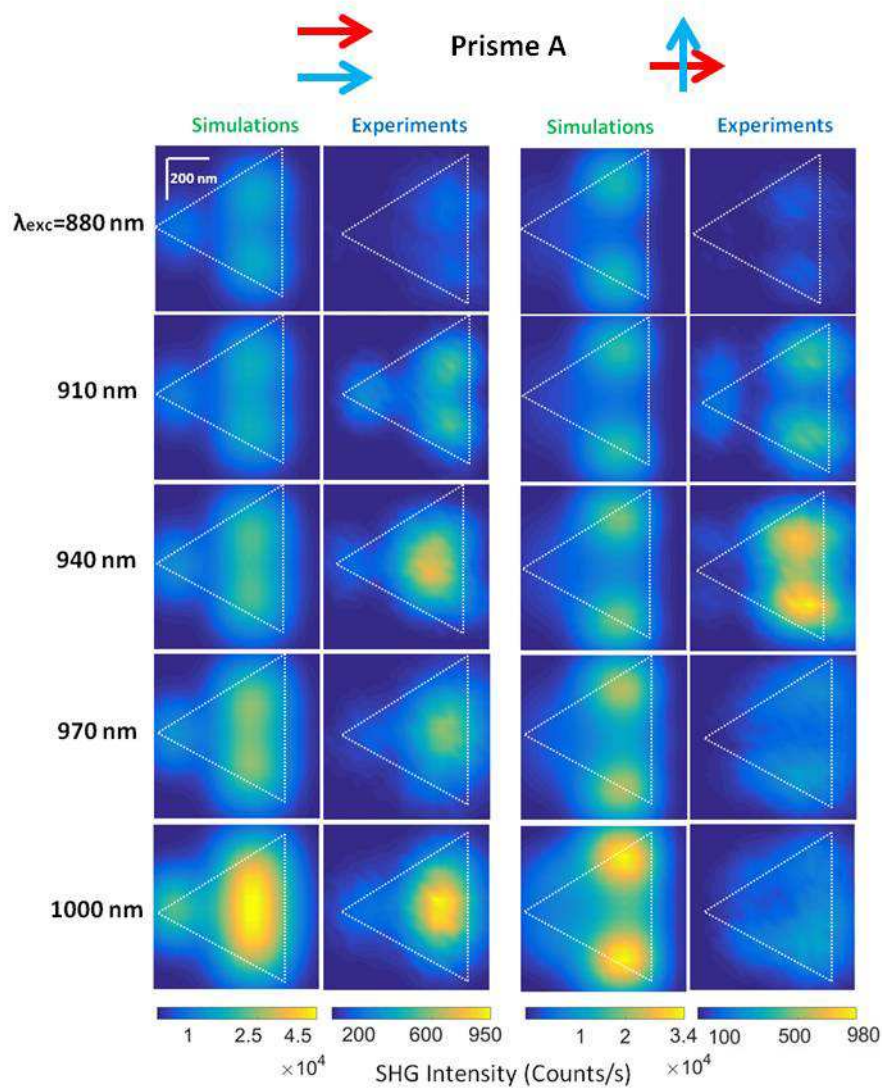 Prisme A
Simulations Experiments Simulations Experiments
200 nm
λexc=880 nm
910 nm
940 nm
970 nm
1000 nm
1 2.5 4.5 200 600 950 1 2 3.4 100 500 980
×10⁴ SHG Intensity (Counts/s) ×10⁴